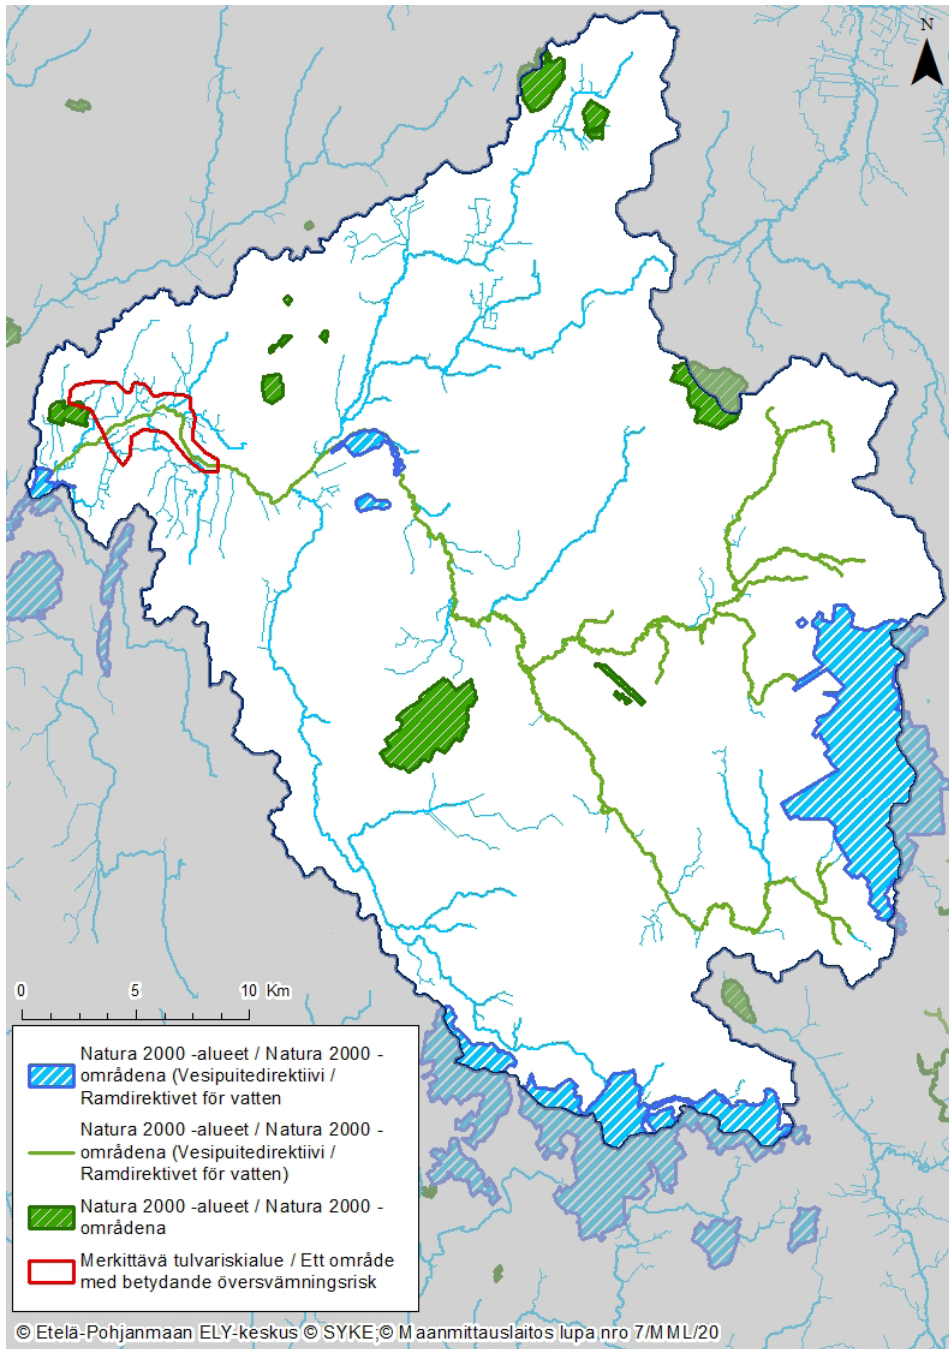 N
0 5 10 Km
Natura 2000 -alueet / Natura 2000 -
områdena (Vesipuitedirektiivi /
Ramdirektivet för vatten
Natura 2000 -alueet / Natura 2000 -
områdena (Vesipuitedirektiivi /
Ramdirektivet för vatten)
Natura 2000 -alueet / Natura 2000 -
områdena
Merkittävä tulvariskialue / Ett område
med betydande översvämningsrisk
© Etelä-Pohjanmaan ELY-keskus © SYKE;© Maanmittauslaitos lupa nro 7/MML/20